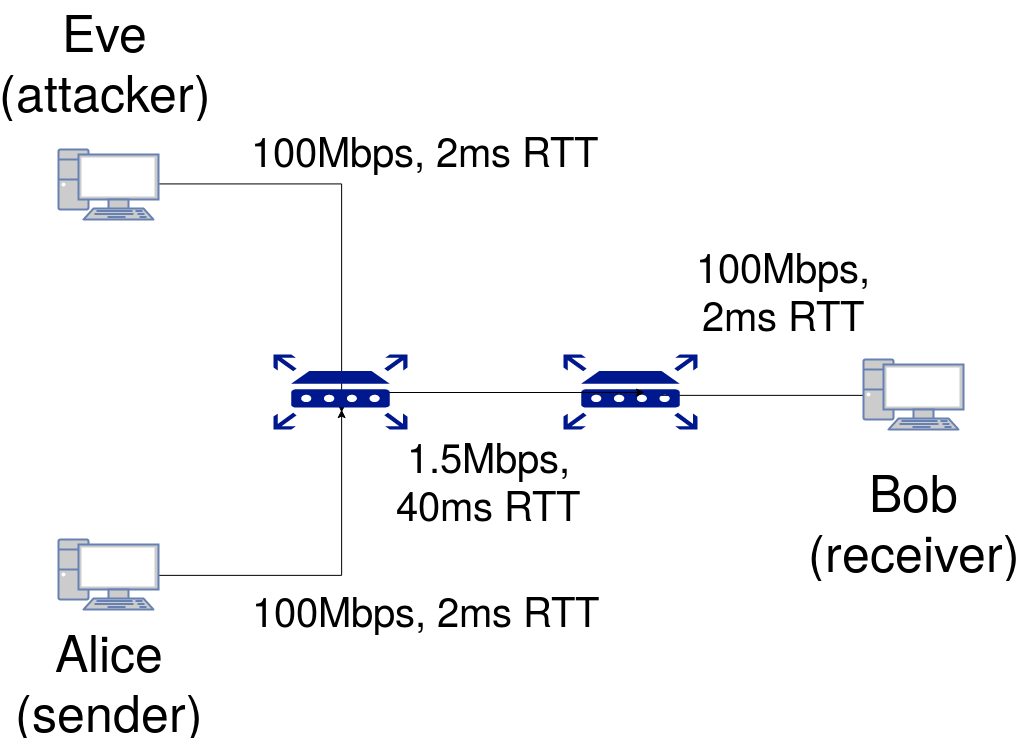 Eve
(attacker)
100Mbps, 2ms RTT
100Mbps,
2ms RTT
1.5Mbps,
40ms RTT
Bob
(receiver)
100Mbps, 2ms RTT
Alice
(sender)